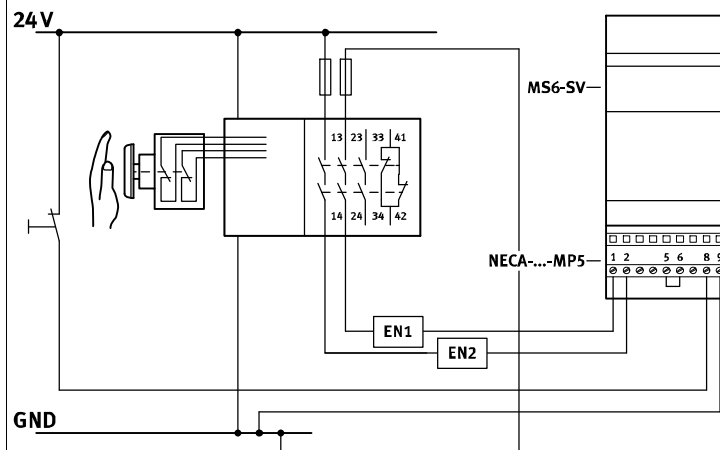 24V
MS6-SV
13 23 33 41
14 24 34 42
NECA-...-MP5
1 2 5 6 8 9
EN1
EN2
GND